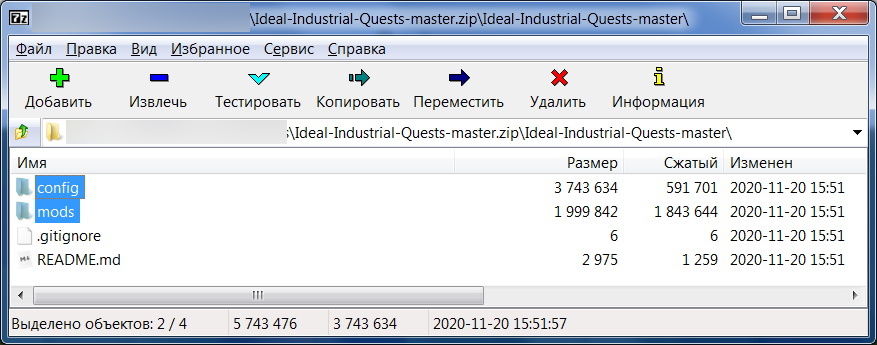 7z \Ideal-Industrial-Quests-master.zip\Ideal-Industrial-Quests-master\
Файл Правка Вид Избранное Сервис Справка
Добавить Извлечь Тестировать Копировать Переместить Удалить Информация
s\Ideal-Industrial-Quests-master.zip\Ideal-Industrial-Quests-master\
Имя Размер Сжатый Изменен
config 3 743 634 591 701 2020-11-20 15:51
mods 1 999 842 1 843 644 2020-11-20 15:51
.gitignore 6 6 2020-11-20 15:51
README.md 2 975 1 259 2020-11-20 15:51
Выделено объектов: 2 / 4 5 743 476 3 743 634 2020-11-20 15:51:57